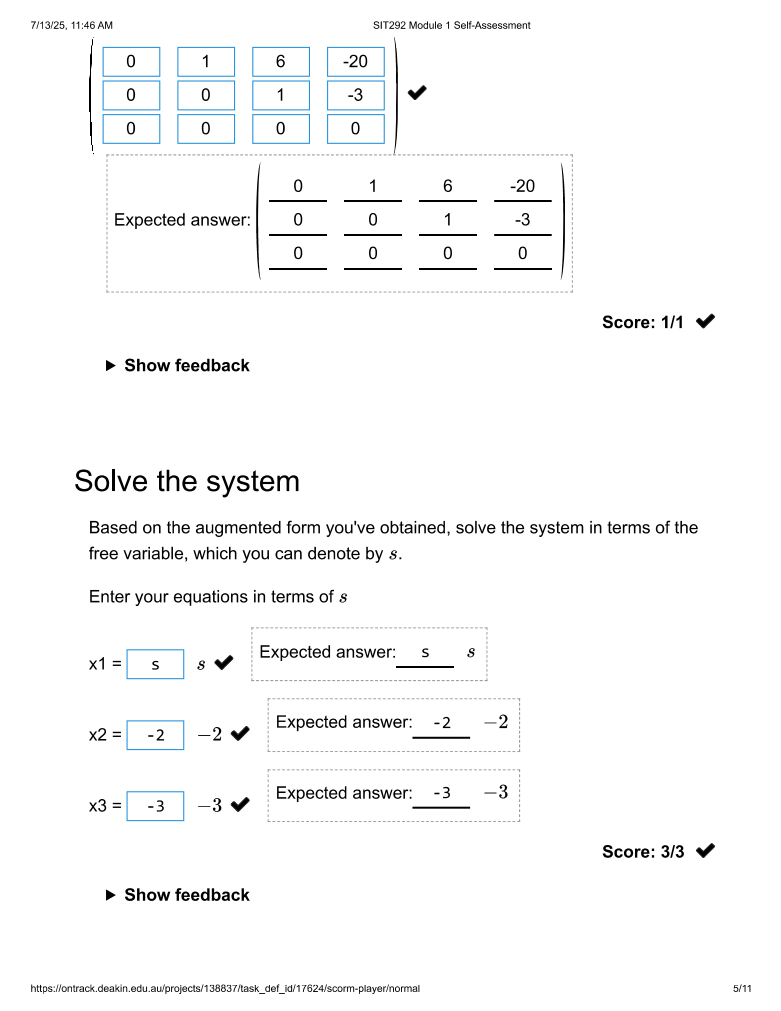 7/13/25, 11:46 AM SIT292 Module 1 Self-Assessment
0 1 6 -20
0 0 1 -3
0 0 0 0
0 1 6 -20
Expected answer: 0 0 1 -3
0 0 0 0
Score: 1/1
Show feedback
Solve the system
Based on the augmented form you've obtained, solve the system in terms of the
free variable, which you can denote by s.
Enter your equations in terms of s
x1 = s s Expected answer: s s
x2 = -2 −2 Expected answer: -2 −2
x3 = -3 −3 Expected answer: -3 −3
Score: 3/3
Show feedback
https://ontrack.deakin.edu.au/projects/138837/task_def_id/17624/scorm-player/normal 5/11